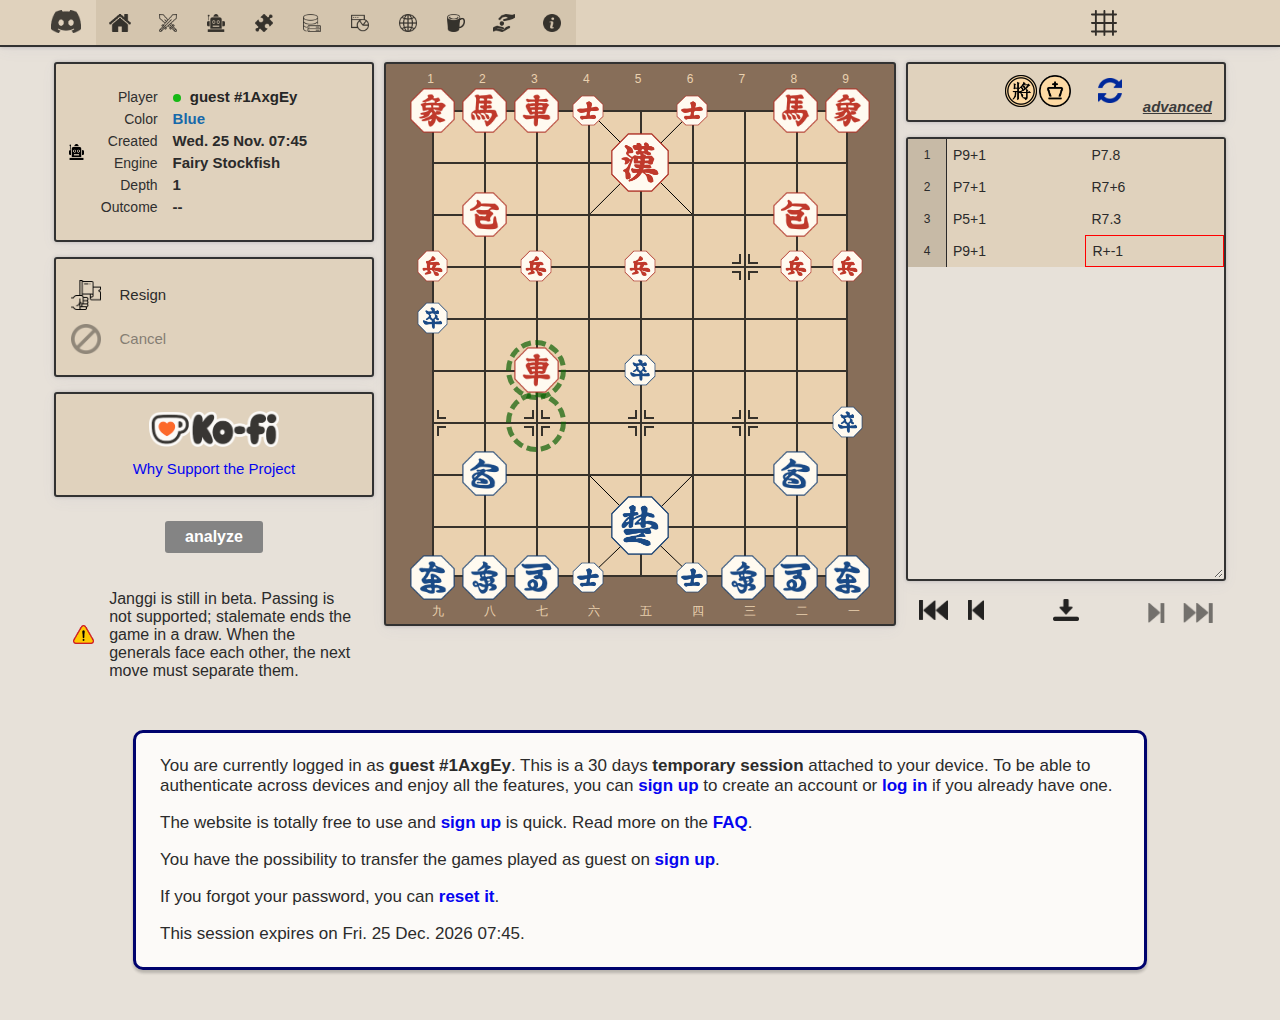 Player guest #1AxgEy
Color Blue
Created Wed. 25 Nov. 07:45
Engine Fairy Stockfish
Depth 1
Outcome --
Resign
Cancel
Ko-fi
Why Support the Project
analyze
Janggi is still in beta. Passing is
not supported; stalemate ends the
game in a draw. When the
generals face each other, the next
move must separate them.
1 2 3 4 5 6 7 8 9
象 馬 車 士 士 馬 象
漢
包 包
兵 兵 兵 兵 兵
卒
車 卒
卒
楚
士 士
九 八 七 六 五 四 三 二 一
將
advanced
1 P9+1 P7.8
2 P7+1 R7+6
3 P5+1 R7.3
4 P9+1 R+-1
You are currently logged in as guest #1AxgEy. This is a 30 days temporary session attached to your device. To be able to
authenticate across devices and enjoy all the features, you can sign up to create an account or log in if you already have one.
The website is totally free to use and sign up is quick. Read more on the FAQ.
You have the possibility to transfer the games played as guest on sign up.
If you forgot your password, you can reset it.
This session expires on Fri. 25 Dec. 2026 07:45.